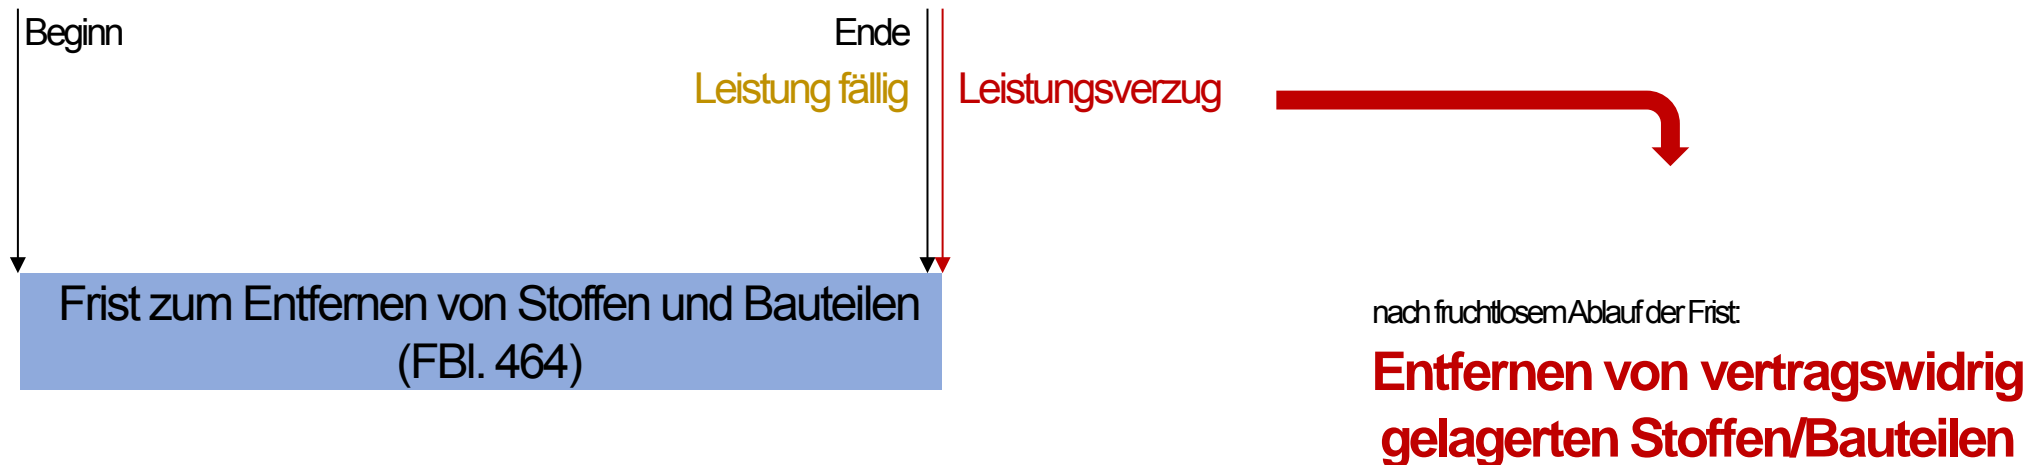 Beginn
Ende
Leistung fällig
Leistungsverzug
Frist zum Entfernen von Stoffen und Bauteilen
(FBl. 464)
nach fruchtlosem Ablauf der Frist:
Entfernen von vertragswidrig
gelagerten Stoffen/Bauteilen